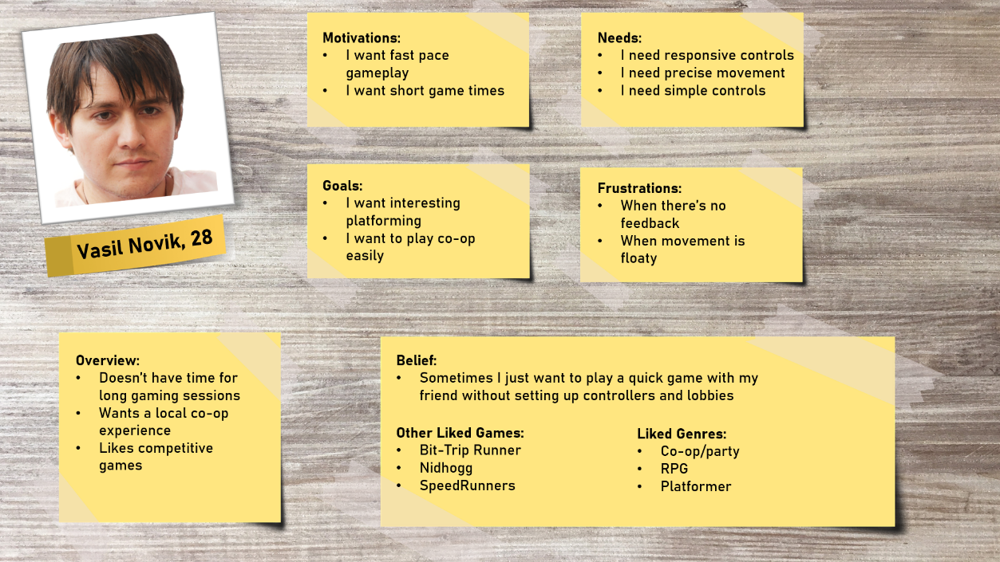 Vasil Novik, 28
Motivations:
• I want fast pace
gameplay
• I want short game times
Needs:
• I need responsive controls
• I need precise movement
• I need simple controls
Goals:
• I want interesting
platforming
• I want to play co-op
easily
Frustrations:
• When there's no
feedback
• When movement is
floaty
Overview:
• Doesn't have time for
long gaming sessions
• Wants a local co-op
experience
• Likes competitive
games
Belief:
• Sometimes I just want to play a quick game with my
friend without setting up controllers and lobbies
Other Liked Games:
• Bit-Trip Runner
• Nidhogg
• SpeedRunners
Liked Genres:
• Co-op/party
• RPG
• Platformer